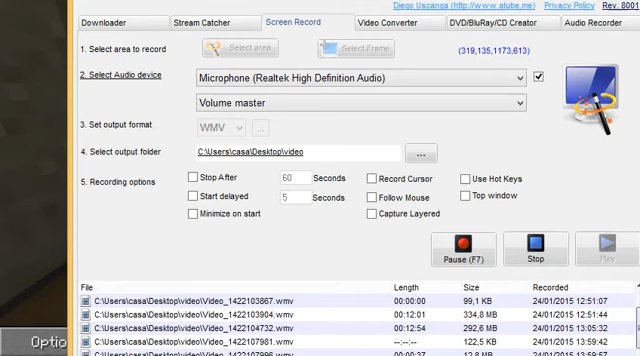 Diego Uscanga (http://www.atube.me) Privacy Policy Rev. 8001
Downloader Stream Catcher Screen Record Video Converter DVD/BluRay/CD Creator Audio Recorder
1. Select area to record Select area Select Frame (319,135,1173,613)
2. Select Audio device Microphone (Realtek High Definition Audio)
Volume master
3. Set output format WMV ...
4. Select output folder C:\Users\casa\Desktop\video ...
5. Recording options Stop After 60 Seconds Record Cursor Use Hot Keys
Start delayed 5 Seconds Follow Mouse Top window
Minimize on start Capture Layered
Pause (F7) Stop Play
File Length Size Recorded
C:\Users\casa\Desktop\video\Video_1422103867.wmv 00:00:00 99,1 KB 24/01/2015 12:51:07
C:\Users\casa\Desktop\video\Video_1422103904.wmv 00:12:01 334,8 MB 24/01/2015 13:05:32
C:\Users\casa\Desktop\video\Video_1422104732.wmv 00:12:54 292,6 MB 24/01/2015 13:05:32
C:\Users\casa\Desktop\video\Video_1422107981.wmv --:--:-- 122,9 KB 24/01/2015 13:59:42